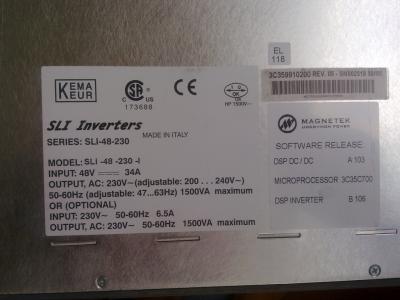 EL
118
3C359910200 REV. 05
KEMA
KEUR
173688
HP 1500V~
SLI Inverters
MADE IN ITALY
SERIES: SLI-48-230
MODEL: SLI -48 -230 -I
INPUT: 48V 34A
OUTPUT, AC: 230V~(adjustable: 200 . . . 240V~)
50-60Hz (adjustable: 47...63Hz) 1500VA maximum
OR (OPTIONAL)
INPUT: 230V~ 50-60Hz 6.5A
OUTPUT, AC: 230V~ 50-60Hz 1500VA maximum
MAGNETEK
SOFTWARE RELEASE:
DSP DC / DC A 103
MICROPROCESSOR 3C35C700
DSP INVERTER B 106